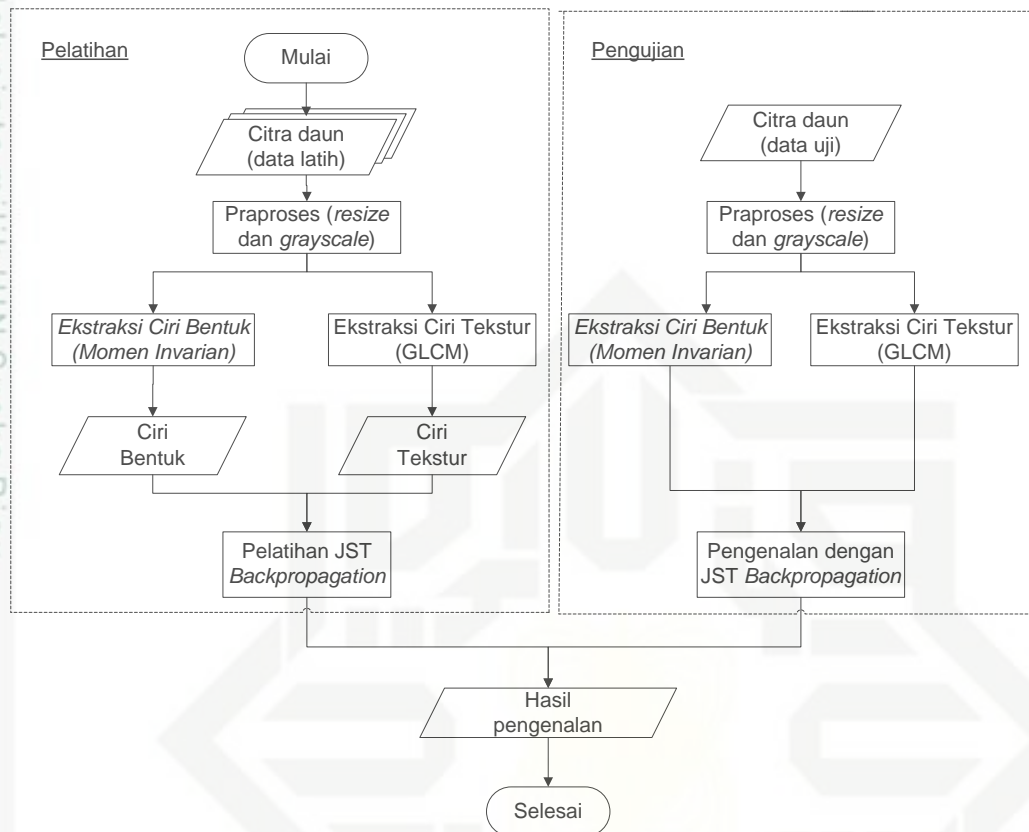 Pelatihan
Mulai
Citra daun
(data latih)
Praproses (resize
dan grayscale)
Ekstraksi Ciri Bentuk
(Momen Invarian)
Ekstraksi Ciri Tekstur
(GLCM)
Ciri
Bentuk
Ciri
Tekstur
Pelatihan JST
Backpropagation
Pengujian
Citra daun
(data uji)
Praproses (resize
dan grayscale)
Ekstraksi Ciri Bentuk
(Momen Invarian)
Ekstraksi Ciri Tekstur
(GLCM)
Pengenalan dengan
JST Backpropagation
Hasil
pengenalan
Selesai